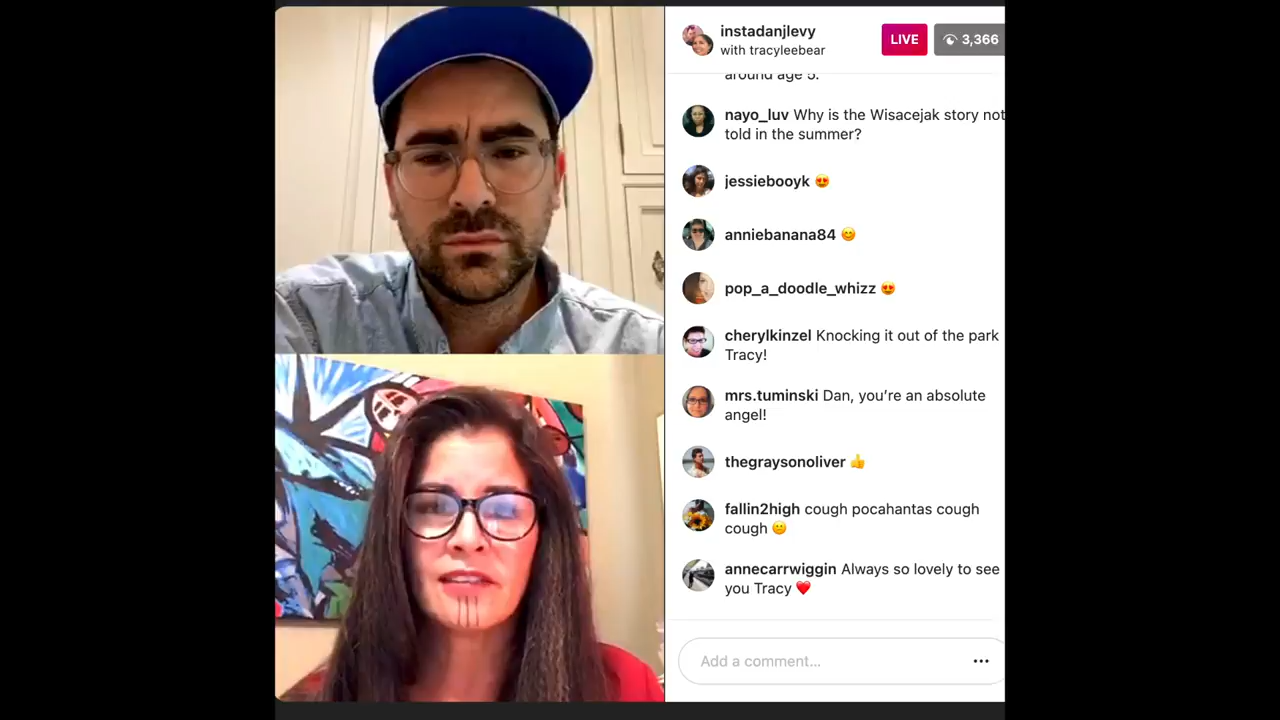 instadanjlevy
with tracyleebear
LIVE
3,366
around age 5.
nayo_luv Why is the Wisacejak story not
told in the summer?
jessiebooyk 😍
anniebanana84 😊
pop_a_doodle_whizz 😍
cherylkinzel Knocking it out of the park
Tracy!
mrs.tuminski Dan, you’re an absolute
angel!
thegraysonoliver 👍
fallin2high cough pocahantas cough
cough 😐
annecarrwiggin Always so lovely to see
you Tracy ❤️
Add a comment...